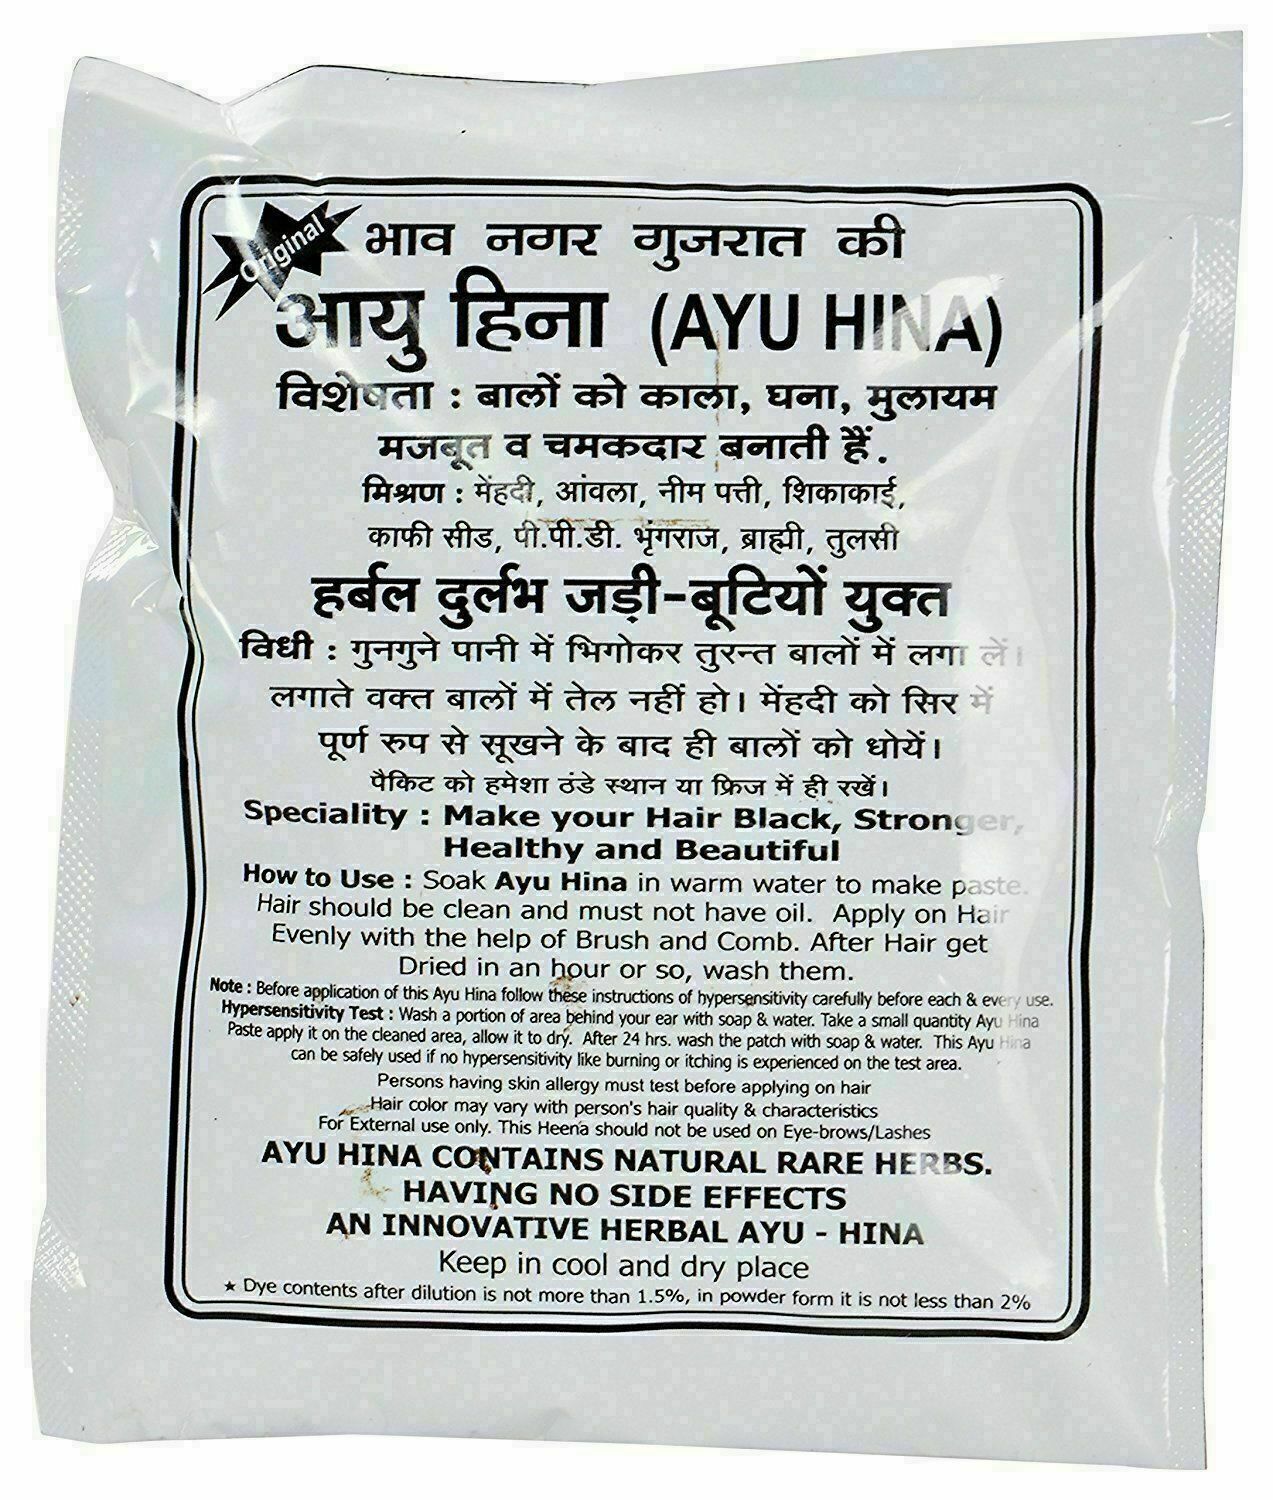 Original
भाव नगर गुजरात की
आयु हिना (AYU HINA)
विशेषता : बालों को काला, घना, मुलायम
मजबूत व चमकदार बनाती हैं.
मिश्रण : मेंहदी, आंवला, नीम पत्ती, शिकाकाई,
काफी सीड, पी.पी.डी. भृंगराज, ब्राह्मी, तुलसी
हर्बल दुर्लभ जड़ी-बूटियों युक्त
विधी : गुनगुने पानी में भिगोकर तुरन्त बालों में लगा लें।
लगाते वक्त बालों में तेल नहीं हो। मेंहदी को सिर में
पूर्ण रुप से सूखने के बाद ही बालों को धोयें।
पैकिट को हमेशा ठंडे स्थान या फ्रिज में ही रखें।
Speciality : Make your Hair Black, Stronger,
Healthy and Beautiful
How to Use : Soak Ayu Hina in warm water to make paste.
Hair should be clean and must not have oil. Apply on Hair
Evenly with the help of Brush and Comb. After Hair get
Dried in an hour or so, wash them.
Note : Before application of this Ayu Hina follow these instructions of hypersensitivity carefully before each & every use.
Hypersensitivity Test : Wash a portion of area behind your ear with soap & water. Take a small quantity Ayu Hina
Paste apply it on the cleaned area, allow it to dry. After 24 hrs. wash the patch with soap & water. This Ayu Hina
can be safely used if no hypersensitivity like burning or itching is experienced on the test area.
Persons having skin allergy must test before applying on hair
Hair color may vary with person's hair quality & characteristics
For External use only. This Heena should not be used on Eye-brows/Lashes
AYU HINA CONTAINS NATURAL RARE HERBS.
HAVING NO SIDE EFFECTS
AN INNOVATIVE HERBAL AYU - HINA
Keep in cool and dry place
★ Dye contents after dilution is not more than 1.5%, in powder form it is not less than 2%